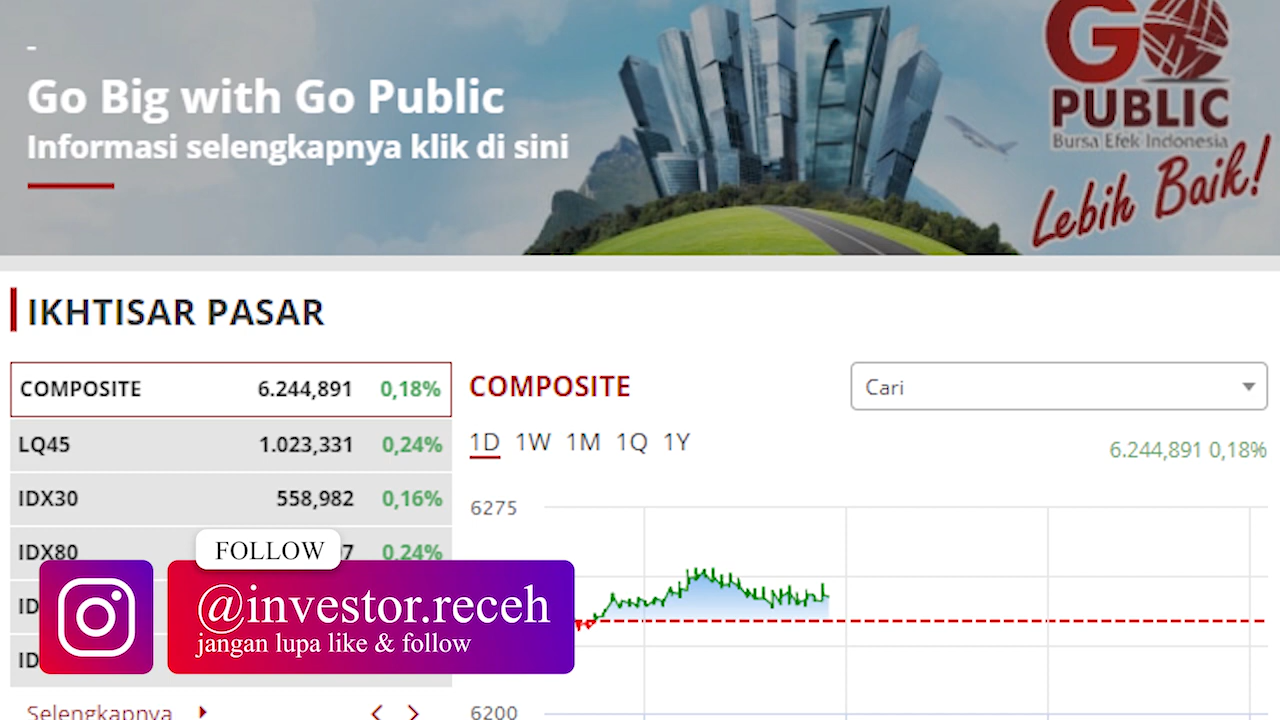 -
Go Big with Go Public
Informasi selengkapnya klik di sini
GO
PUBLIC
Bursa Efek Indonesia
Lebih Baik!
IKHTISAR PASAR
COMPOSITE 6.244,891 0,18%
LQ45 1.023,331 0,24%
IDX30 558,982 0,16%
IDX80 7 0,24%
ID
ID
Selengkapnya
COMPOSITE
Cari
1D 1W 1M 1Q 1Y
6.244,891 0,18%
6275
6200
FOLLOW
@investor.receh
jangan lupa like & follow